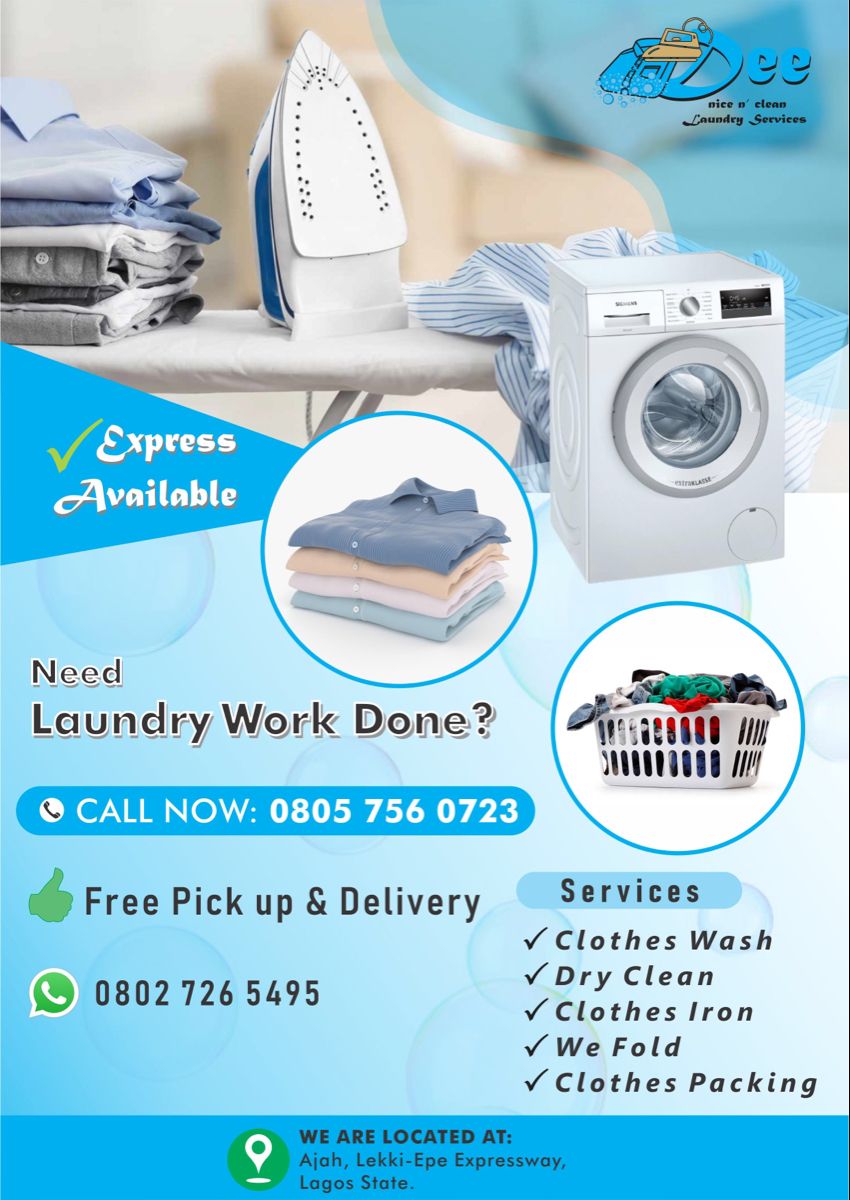 Dee
nice n' clean
Laundry Services
SIEMENS
extraKLASSE
Express
Available
Need
Laundry Work Done?
CALL NOW: 0805 756 0723
Free Pick up & Delivery
0802 726 5495
Services
Clothes Wash
Dry Clean
Clothes Iron
We Fold
Clothes Packing
WE ARE LOCATED AT:
Ajah, Lekki-Epe Expressway,
Lagos State.